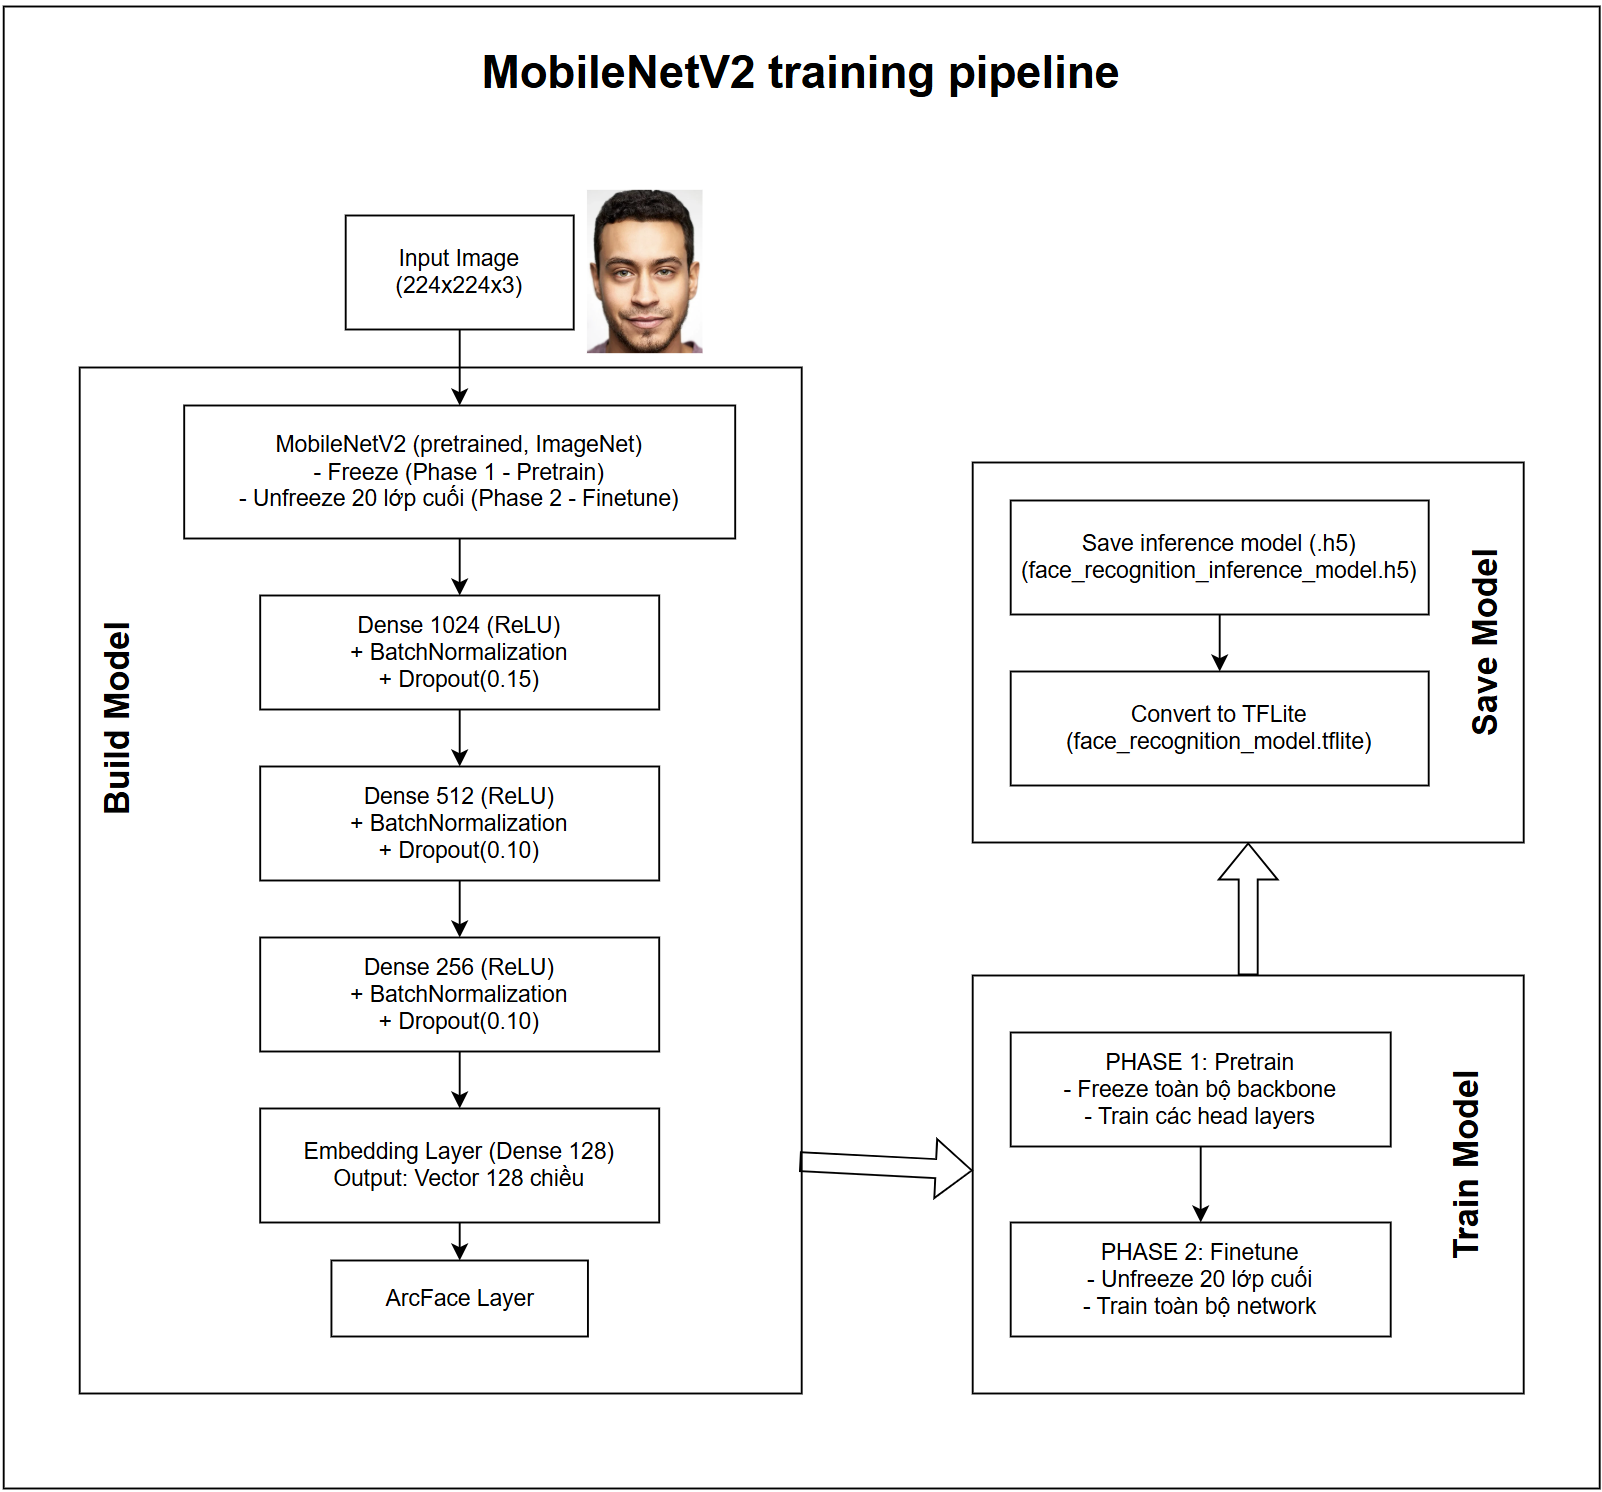 MobileNetV2 training pipeline
Input Image
(224x224x3)
Build Model
MobileNetV2 (pretrained, ImageNet)
- Freeze (Phase 1 - Pretrain)
- Unfreeze 20 lớp cuối (Phase 2 - Finetune)
Dense 1024 (ReLU)
+ BatchNormalization
+ Dropout(0.15)
Dense 512 (ReLU)
+ BatchNormalization
+ Dropout(0.10)
Dense 256 (ReLU)
+ BatchNormalization
+ Dropout(0.10)
Embedding Layer (Dense 128)
Output: Vector 128 chiều
ArcFace Layer
Train Model
PHASE 1: Pretrain
- Freeze toàn bộ backbone
- Train các head layers
PHASE 2: Finetune
- Unfreeze 20 lớp cuối
- Train toàn bộ network
Save Model
Save inference model (.h5)
(face_recognition_inference_model.h5)
Convert to TFLite
(face_recognition_model.tflite)